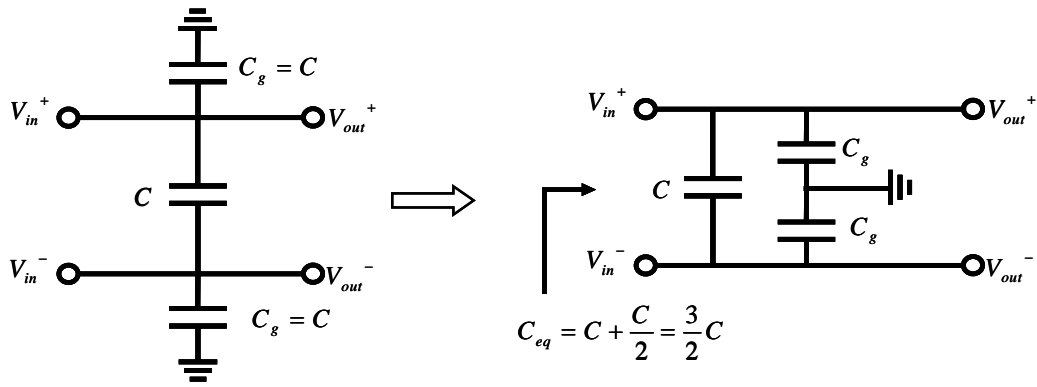 C_g = C
V_in^+
V_out^+
C
V_in^-
V_out^-
C_g = C
V_in^+
V_out^+
C_g
C
C_g
V_in^-
V_out^-
C_eq = C + C/2 = 3/2 C